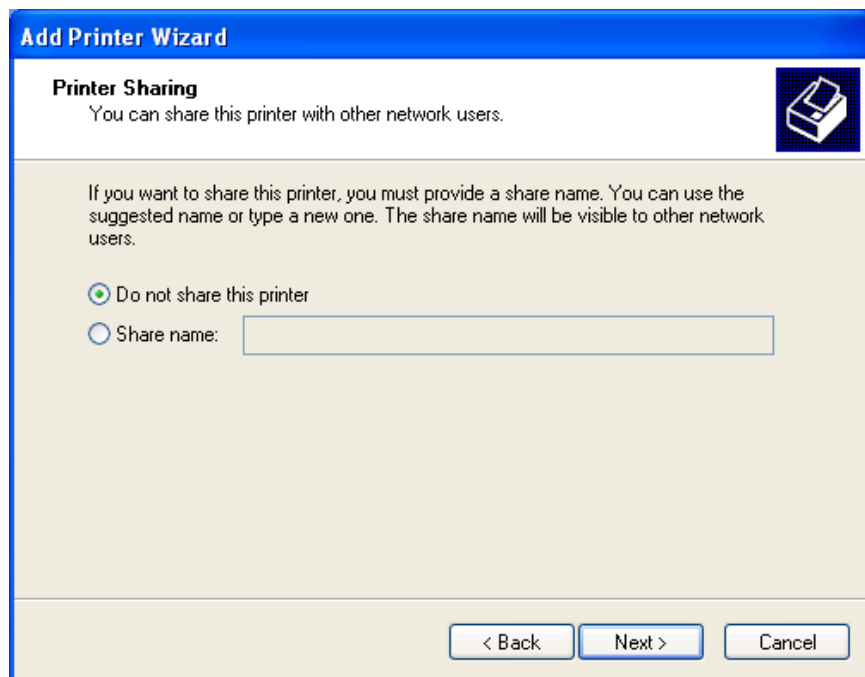 Add Printer Wizard
Printer Sharing
You can share this printer with other network users.
If you want to share this printer, you must provide a share name. You can use the
suggested name or type a new one. The share name will be visible to other network
users.
Do not share this printer
Share name:
< Back Next > Cancel